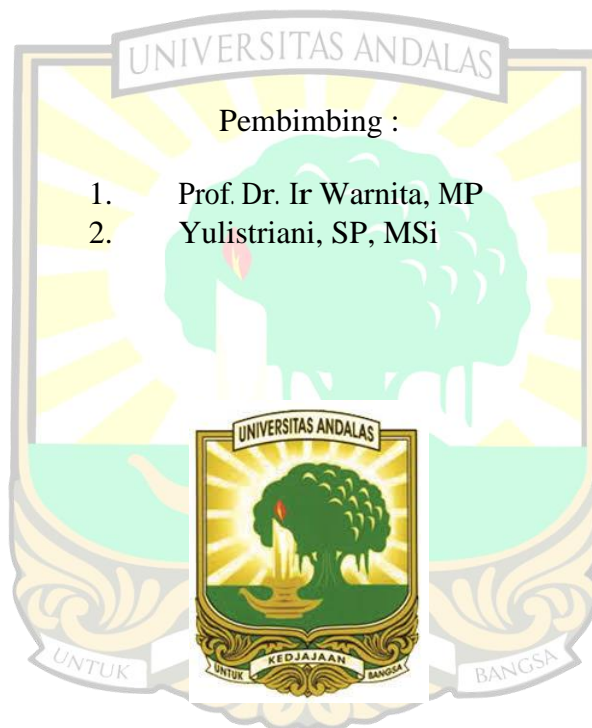 UNIVERSITAS ANDALAS
Pembimbing :
1. Prof. Dr. Ir Warnita, MP
2. Yulistriani, SP, MSi
UNIVERSITAS ANDALAS
UNTUK KEDJAJAAN BANGSA
UNTUK BANGSA